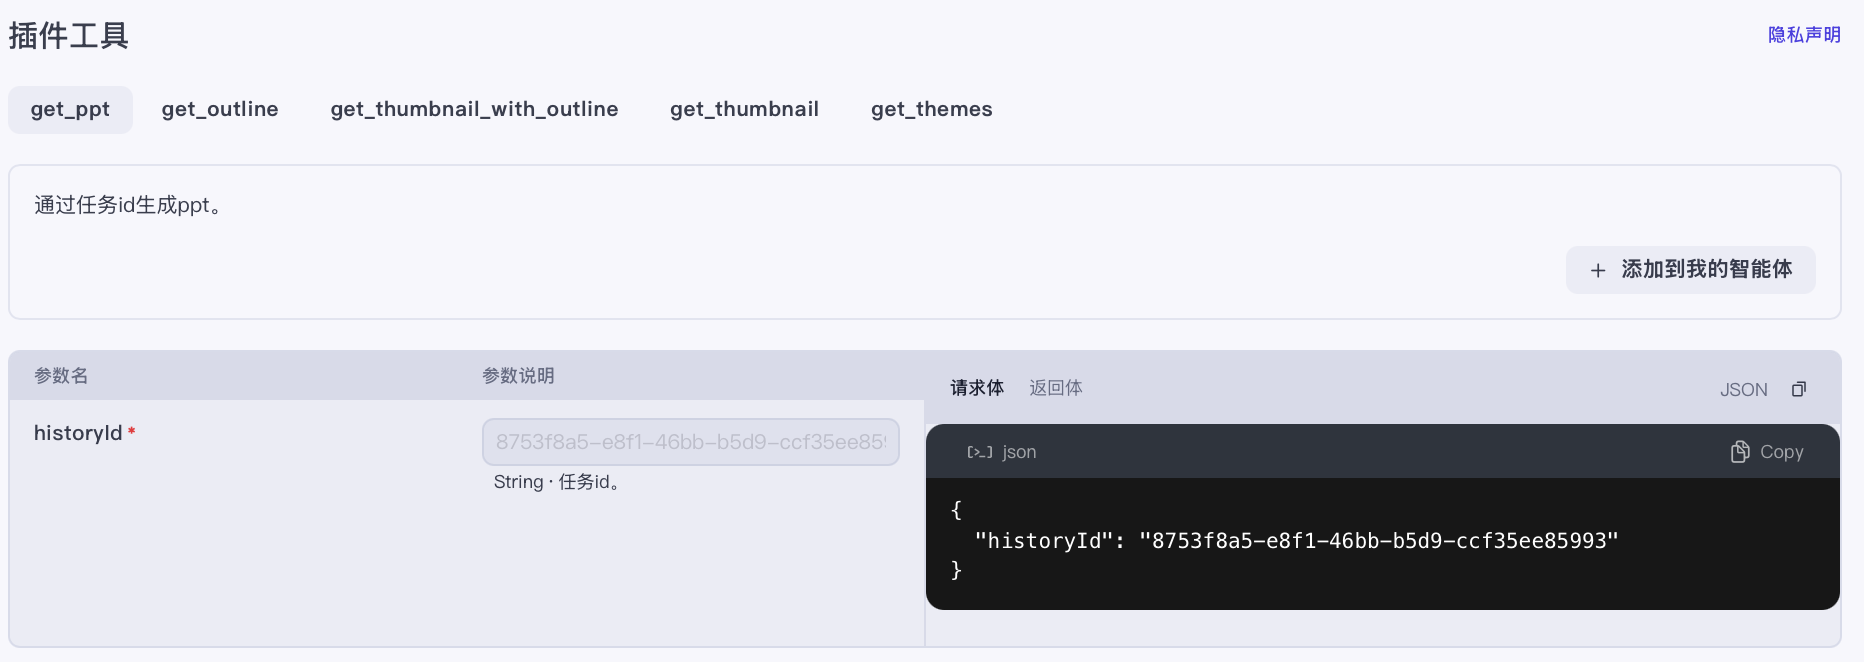 插件工具
隐私声明
get_ppt
get_outline
get_thumbnail_with_outline
get_thumbnail
get_themes
通过任务id生成ppt。
+ 添加到我的智能体
参数名
参数说明
请求体
返回体
JSON
historyId *
8753f8a5-e8f1-46bb-b5d9-ccf35ee85
String · 任务id。
[>_] json
Copy
{
"historyId": "8753f8a5-e8f1-46bb-b5d9-ccf35ee85993"
}